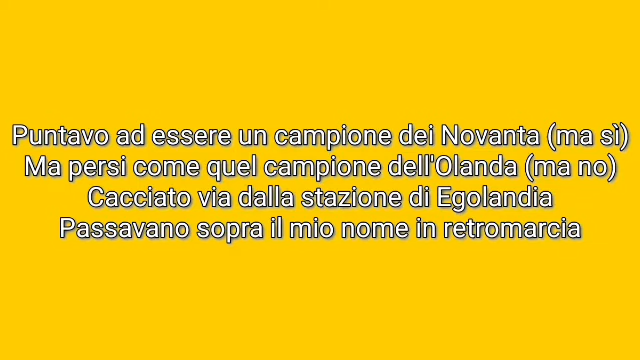 Puntavo ad essere un campione dei Novanta (ma sì)
Ma persi come quel campione dell'Olanda (ma no)
Cacciato via dalla stazione di Egolandia
Passavano sopra il mio nome in retromarcia